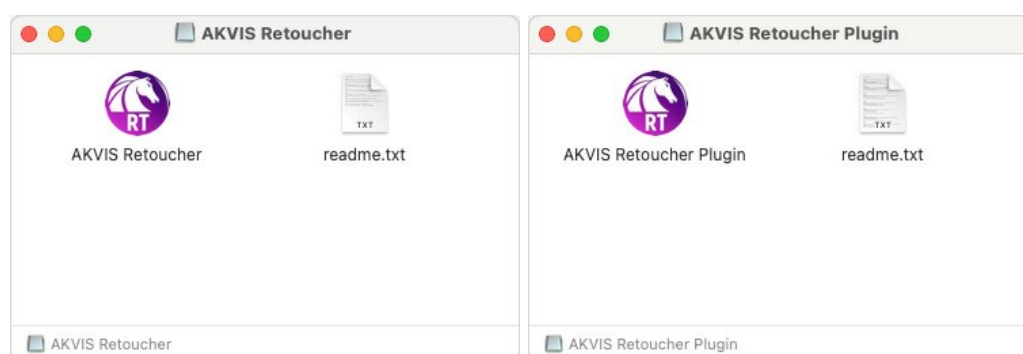 AKVIS Retoucher
RT
TXT
AKVIS Retoucher
readme.txt
AKVIS Retoucher
AKVIS Retoucher Plugin
RT
TXT
AKVIS Retoucher Plugin
readme.txt
AKVIS Retoucher Plugin